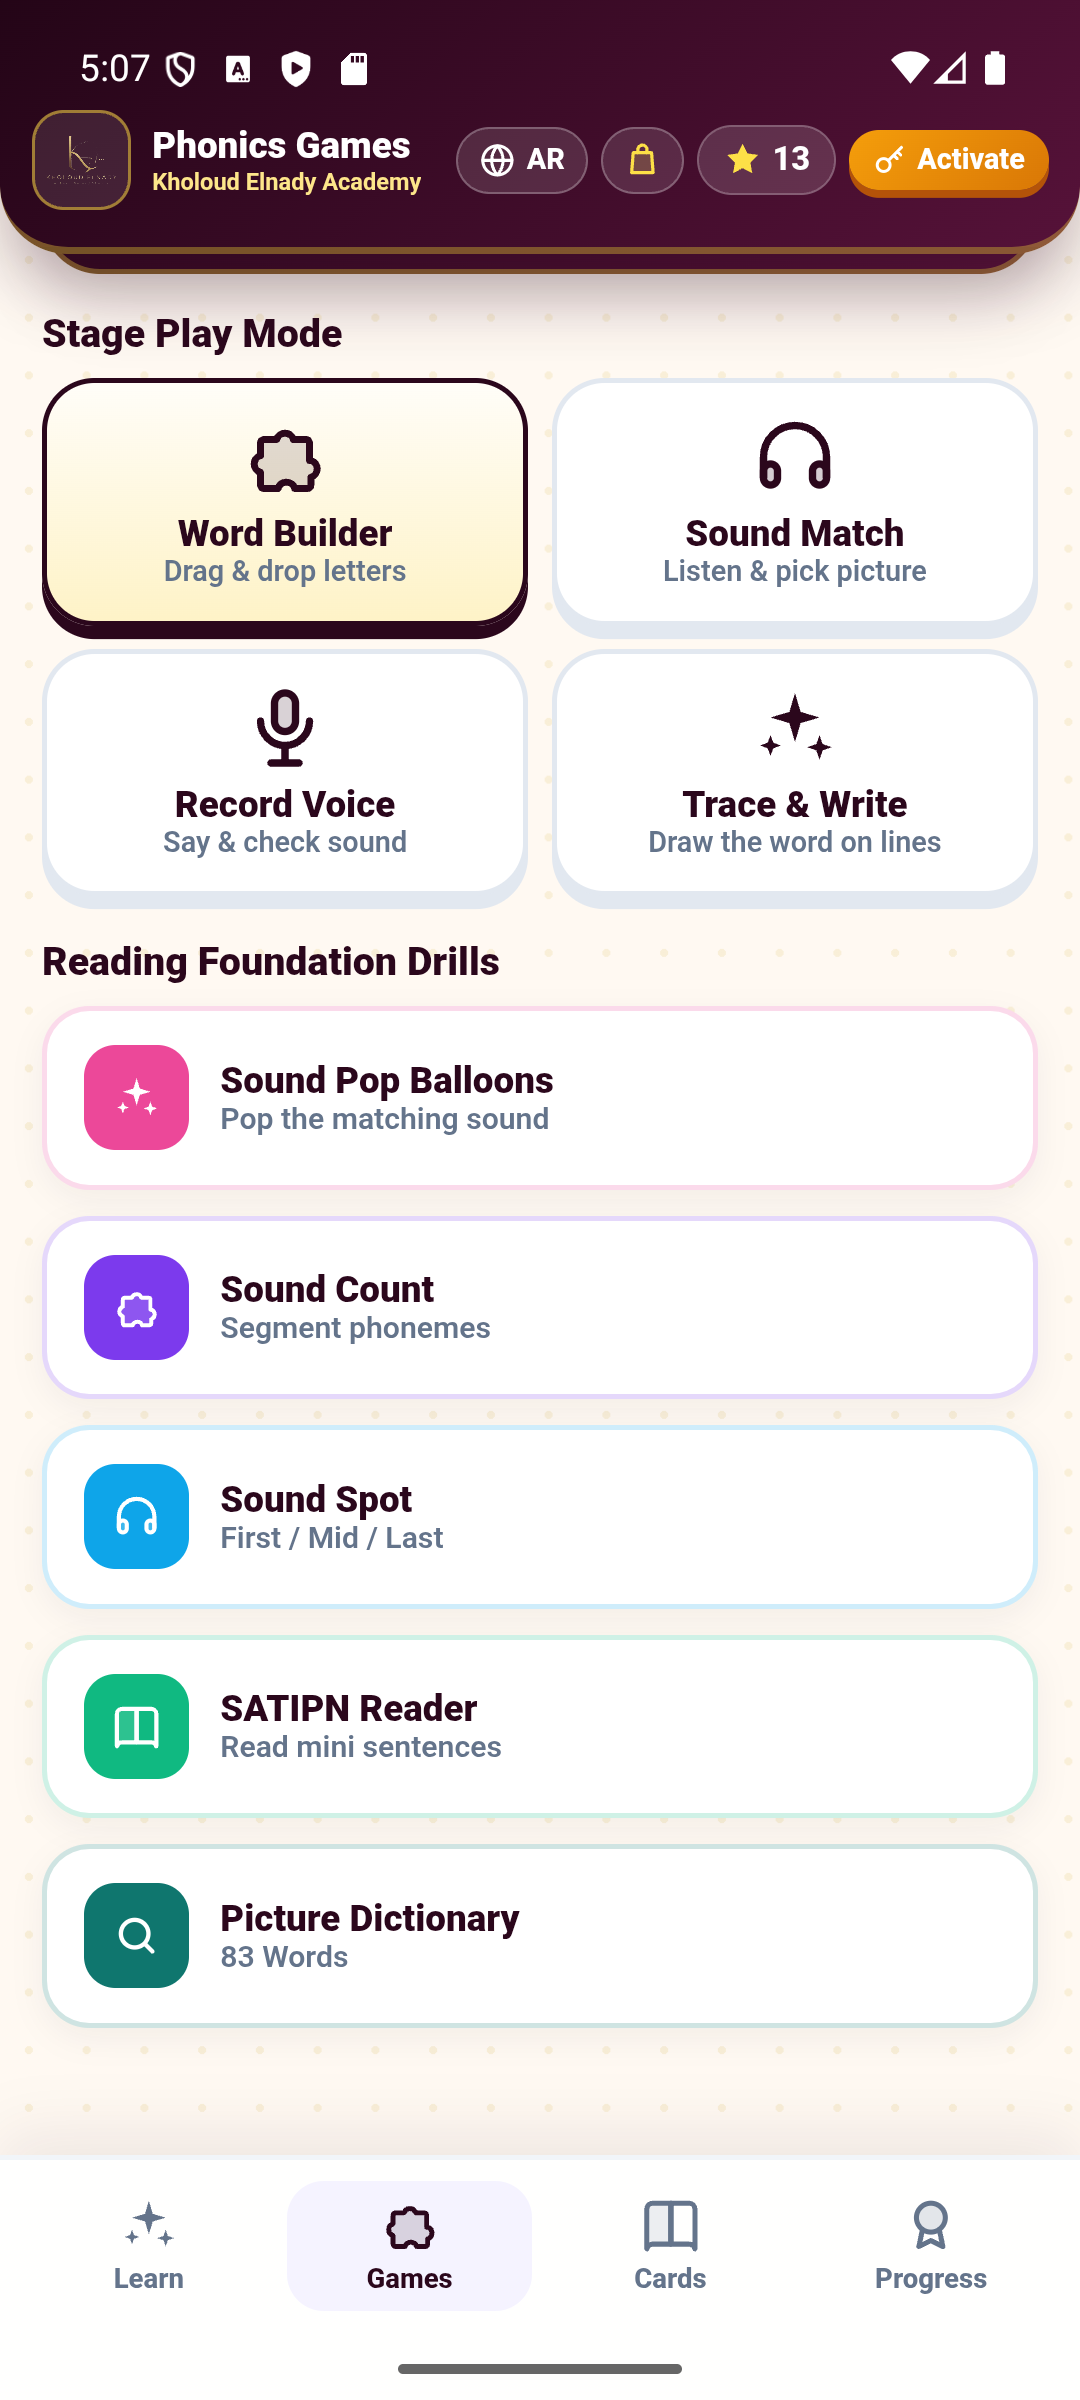 5:07
Phonics Games
Kholoud Elnady Academy
AR
13
Activate
Stage Play Mode
Word Builder
Drag & drop letters
Sound Match
Listen & pick picture
Record Voice
Say & check sound
Trace & Write
Draw the word on lines
Reading Foundation Drills
Sound Pop Balloons
Pop the matching sound
Sound Count
Segment phonemes
Sound Spot
First / Mid / Last
SATIPN Reader
Read mini sentences
Picture Dictionary
83 Words
Learn
Games
Cards
Progress